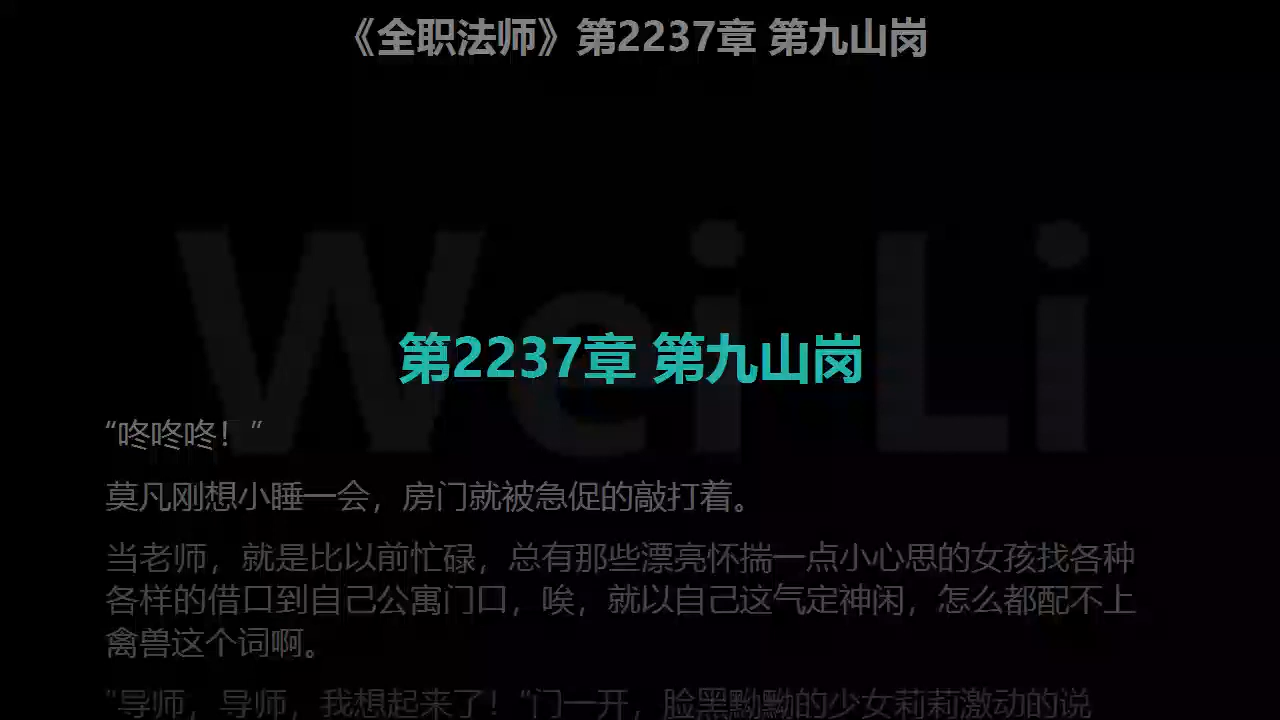 《全职法师》第2237章 第九山岗
Wei Li
第2237章 第九山岗
“咚咚咚！”
莫凡刚想小睡一会，房门就被急促的敲打着。
当老师，就是比以前忙碌，总有那些漂亮怀揣一点小心思的女孩找各种
各样的借口到自己公寓门口，唉，就以自己这气定神闲，怎么都配不上
禽兽这个词啊。
“导师，导师，我想起来了！“门一开，脸黑黝黝的少女莉莉激动的说